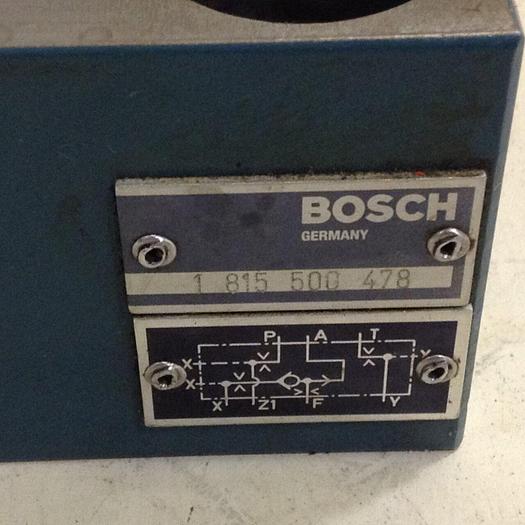 BOSCH
GERMANY
1 815 500 478
P A T
X Y
X
X Z1 F Y